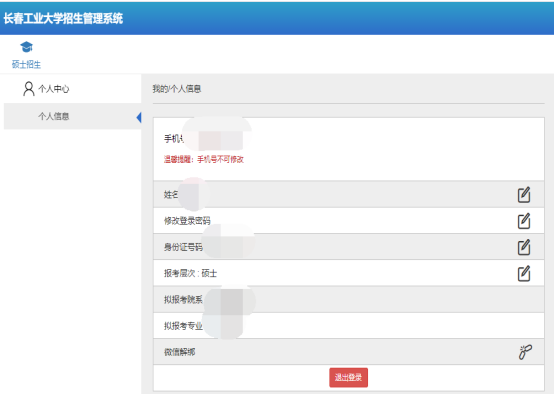 长春工业大学招生管理系统
硕士招生
个人中心
个人信息
我的/个人信息
手机号
温馨提醒：手机号不可修改
姓名
修改登录密码
身份证号码
报考层次 : 硕士
拟报考院系
拟报考专业
微信解绑
退出登录